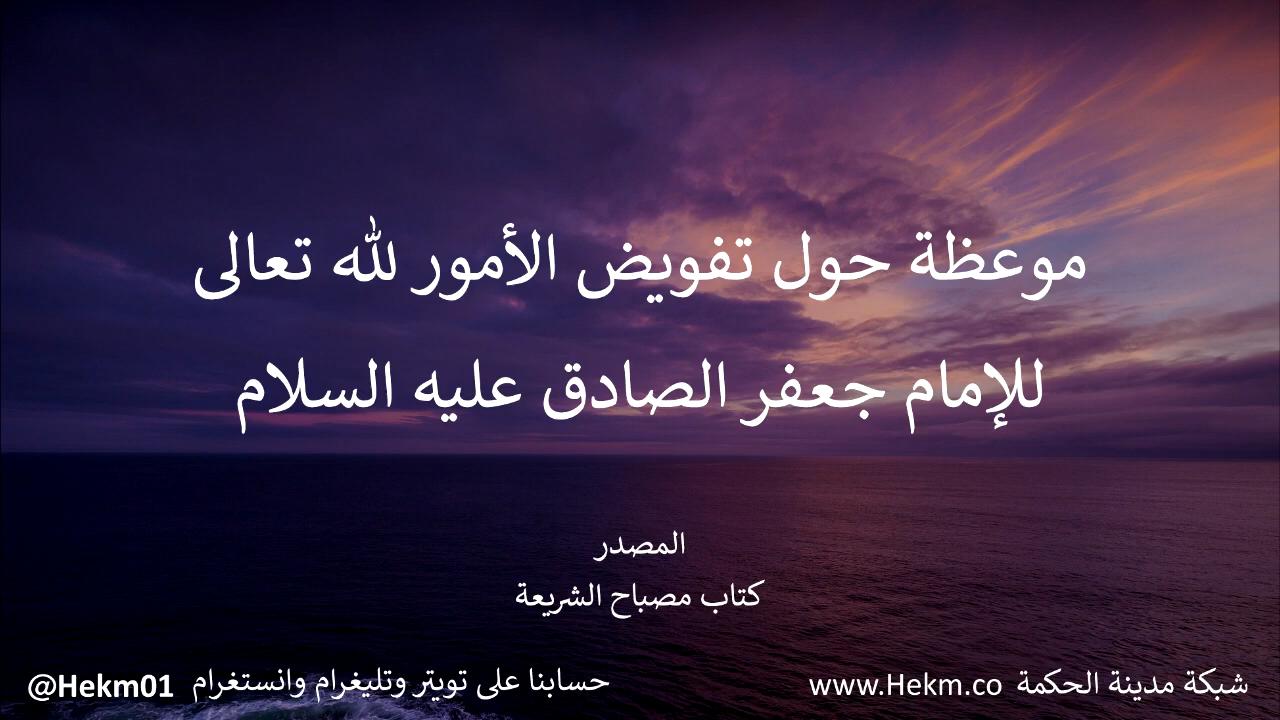 موعظة حول تفويض الأمور لله تعالى
للإمام جعفر الصادق عليه السلام
المصدر
كتاب مصباح الشريعة
شبكة مدينة الحكمة www.Hekm.co
حسابنا على تويتر وتليغرام وانستغرام @Hekm01